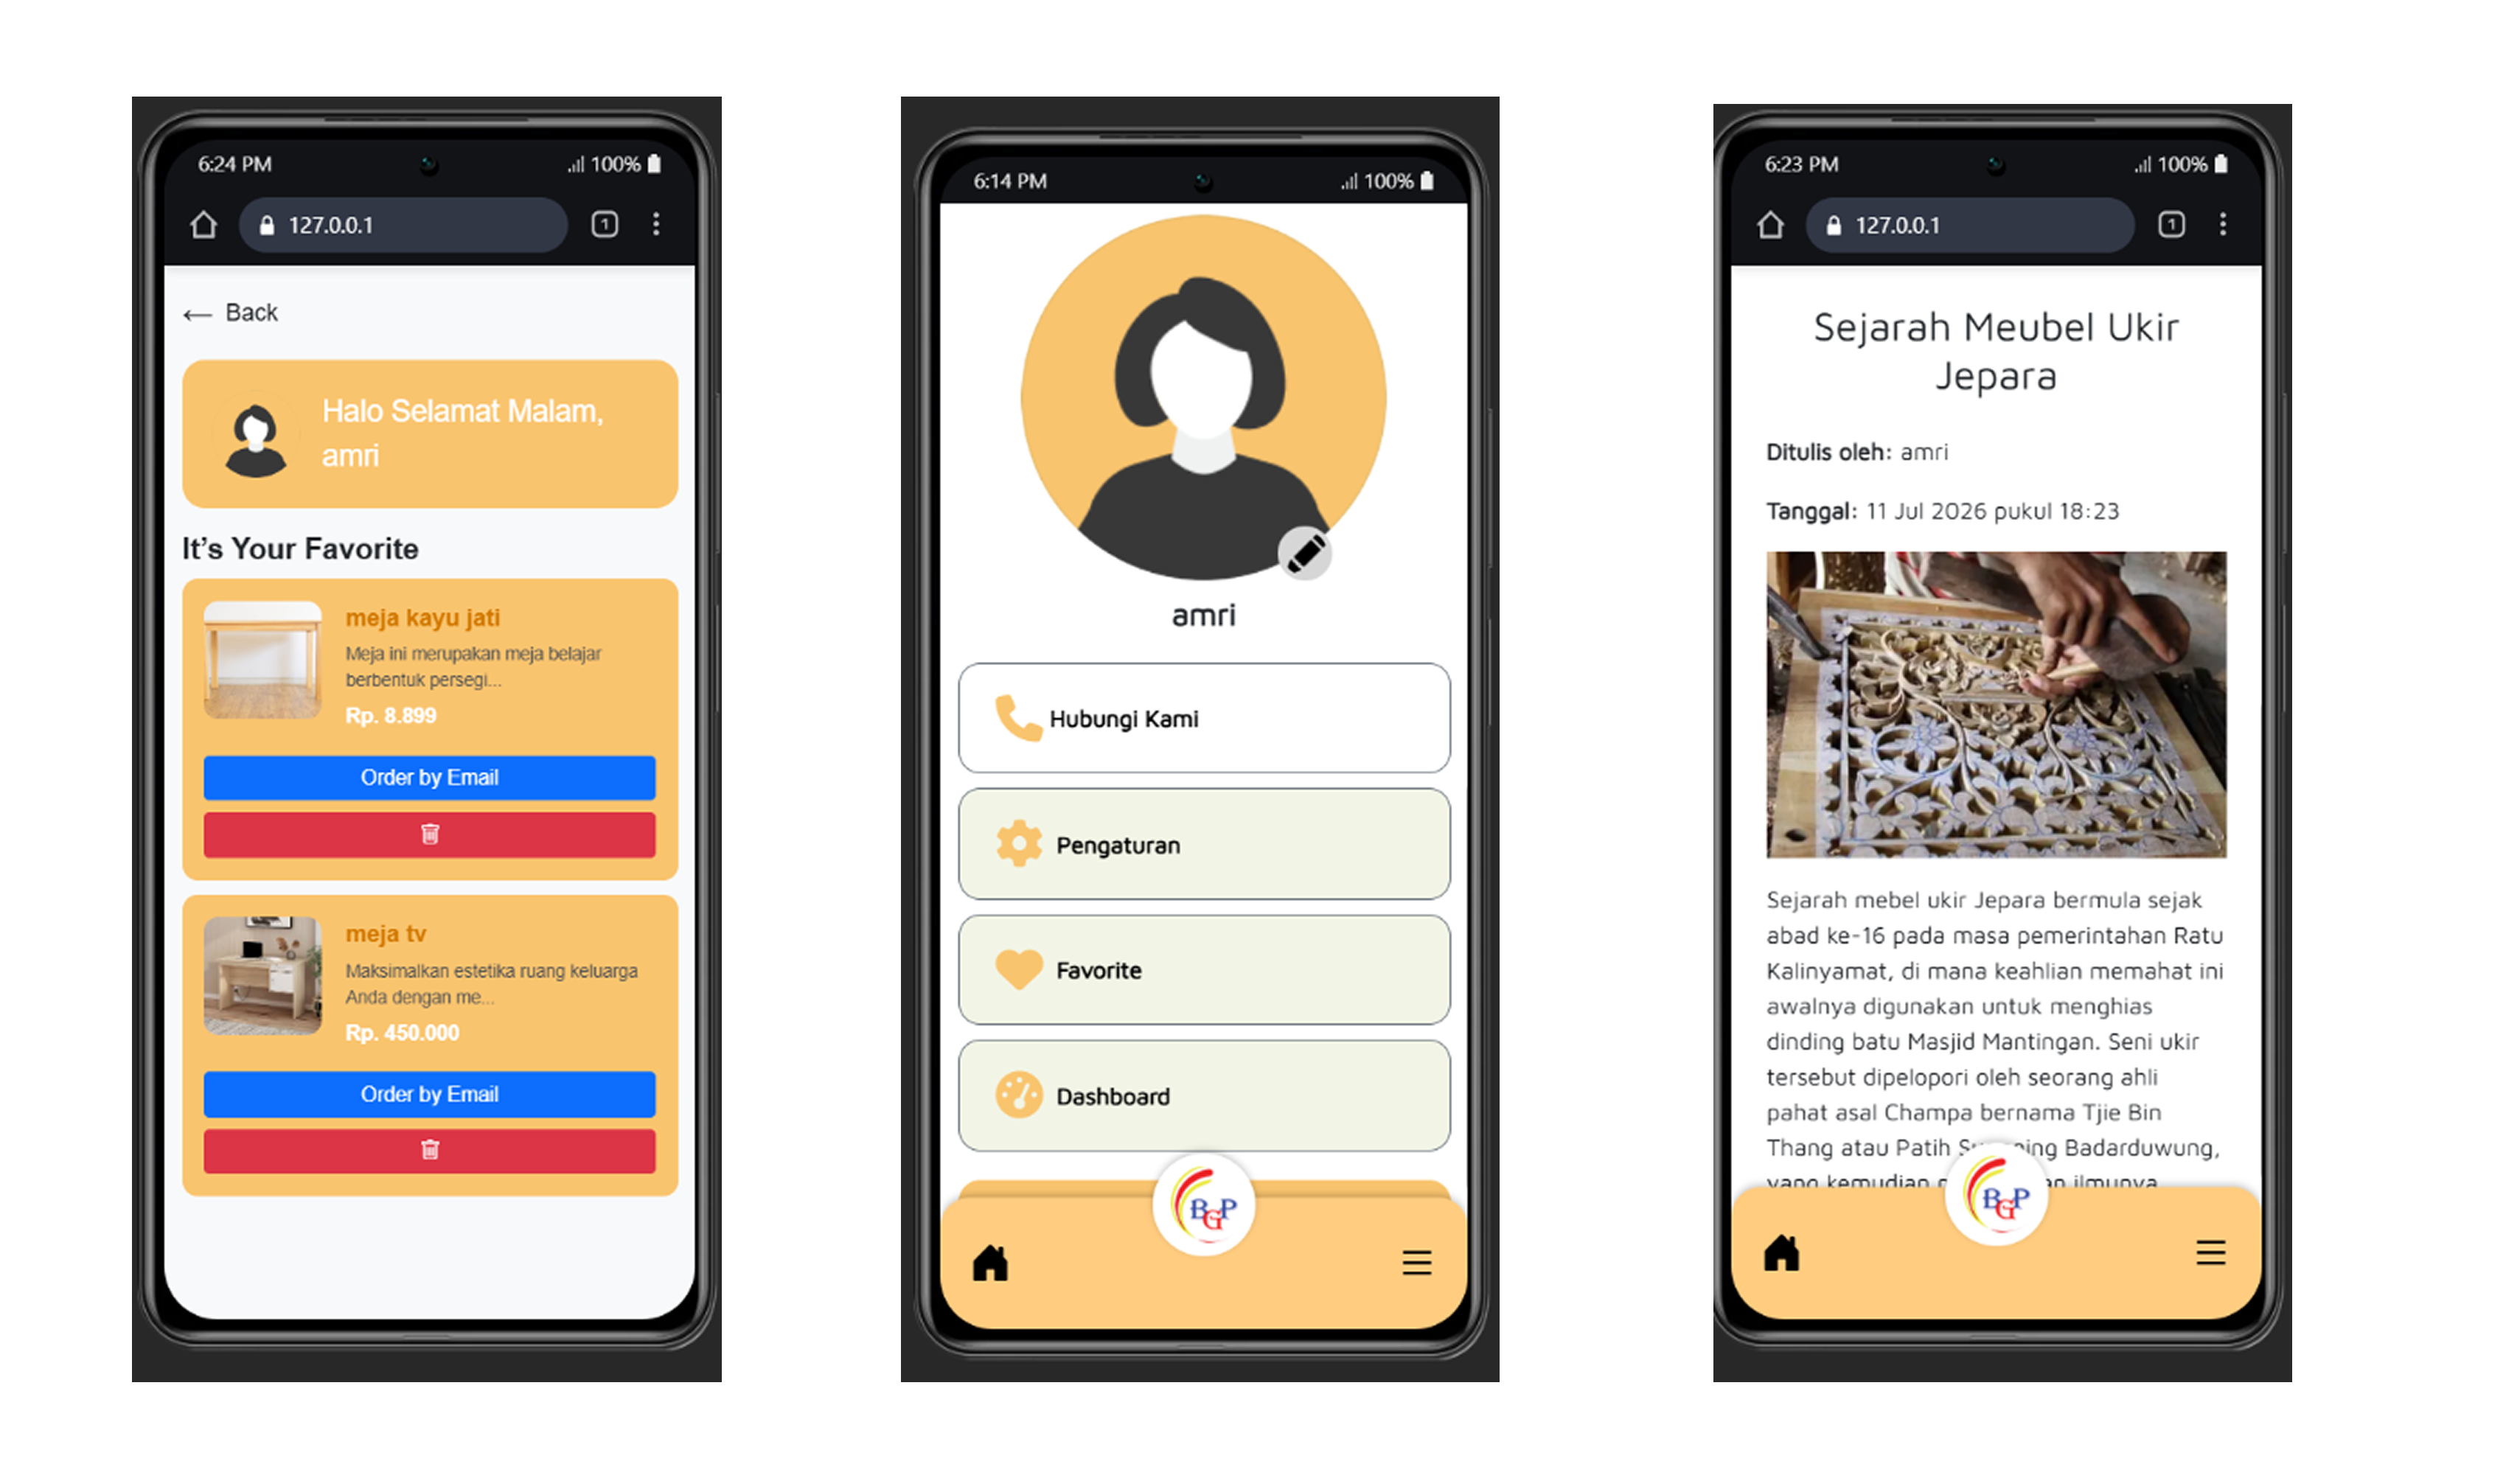 6:24 PM
100%
127.0.0.1
1
← Back
Halo Selamat Malam,
amri
It's Your Favorite
meja kayu jati
Meja ini merupakan meja belajar
berbentuk persegi...
Rp. 8.899
Order by Email
meja tv
Maksimalkan estetika ruang keluarga
Anda dengan me...
Rp. 450.000
Order by Email
6:14 PM
100%
amri
Hubungi Kami
Pengaturan
Favorite
Dashboard
BGP
6:23 PM
100%
127.0.0.1
1
Sejarah Meubel Ukir
Jepara
Ditulis oleh: amri
Tanggal: 11 Jul 2026 pukul 18:23
Sejarah mebel ukir Jepara bermula sejak
abad ke-16 pada masa pemerintahan Ratu
Kalinyamat, di mana keahlian memahat ini
awalnya digunakan untuk menghias
dinding batu Masjid Mantingan. Seni ukir
tersebut dipelopori oleh seorang ahli
pahat asal Champa bernama Tjie Bin
Thang atau Patih Badarduwung,
yang kemudian ilmunya
BGP